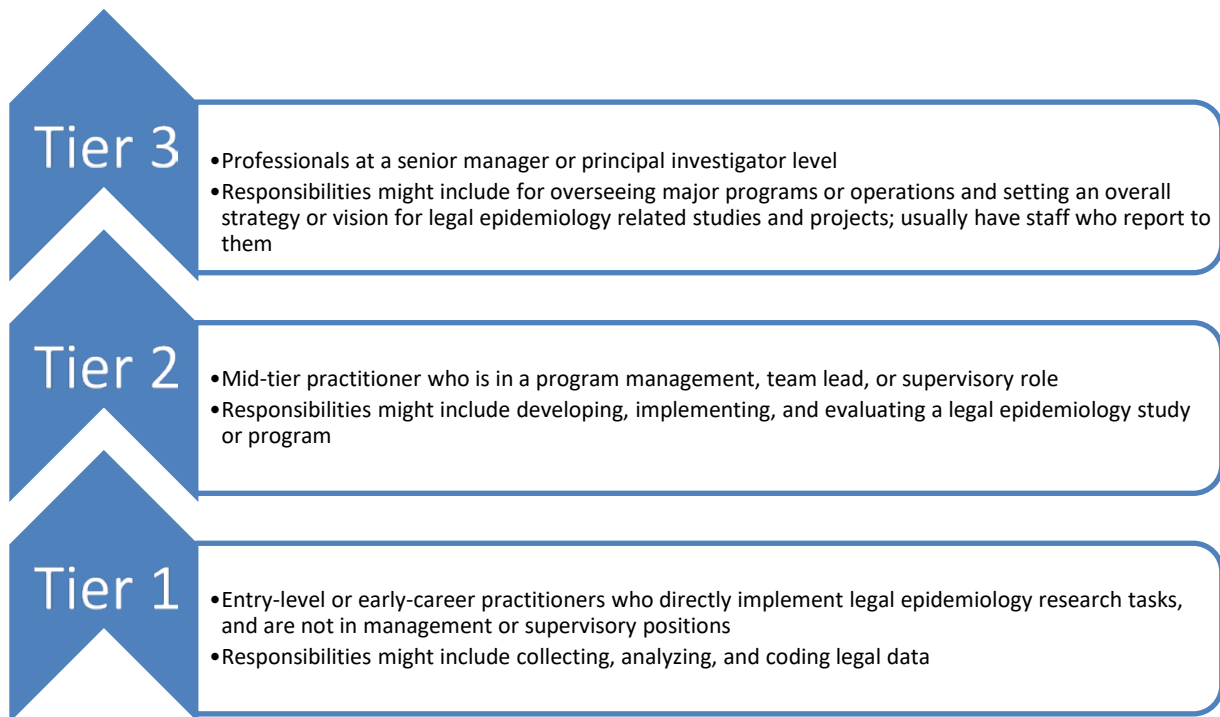 Tier 3
•Professionals at a senior manager or principal investigator level
•Responsibilities might include for overseeing major programs or operations and setting an overall
strategy or vision for legal epidemiology related studies and projects; usually have staff who report to
them
Tier 2
•Mid-tier practitioner who is in a program management, team lead, or supervisory role
•Responsibilities might include developing, implementing, and evaluating a legal epidemiology study
or program
Tier 1
•Entry-level or early-career practitioners who directly implement legal epidemiology research tasks,
and are not in management or supervisory positions
•Responsibilities might include collecting, analyzing, and coding legal data